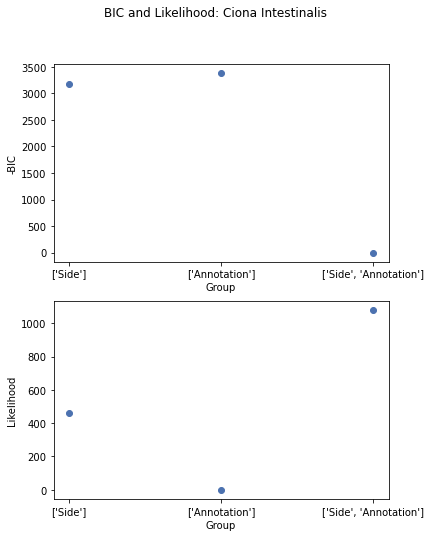 BIC and Likelihood: Ciona Intestinalis
3500
3000
2500
2000
1500
1000
500
0
-BIC
['Side']
['Annotation']
['Side', 'Annotation']
Group
1000
800
600
400
200
0
Likelihood
['Side']
['Annotation']
['Side', 'Annotation']
Group